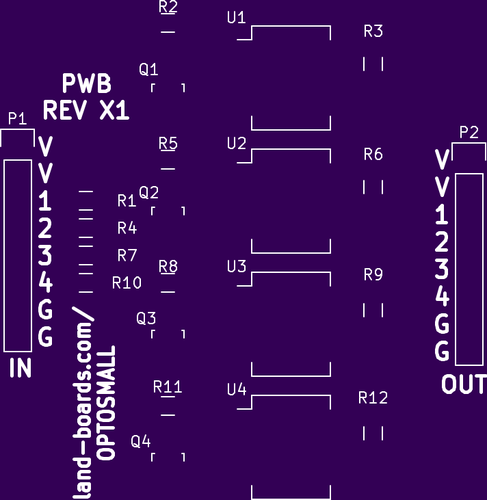 R2
U1
R3
Q1
PWB
REV X1
P1
V
V
1
2
3
4
G
G
IN
R5
U2
R6
P2
V
V
1
2
3
4
G
G
OUT
Q2
R1
R4
R7
R10
R8
U3
R9
Q3
R11
U4
R12
Q4
land-boards.com/
OPTOSMALL